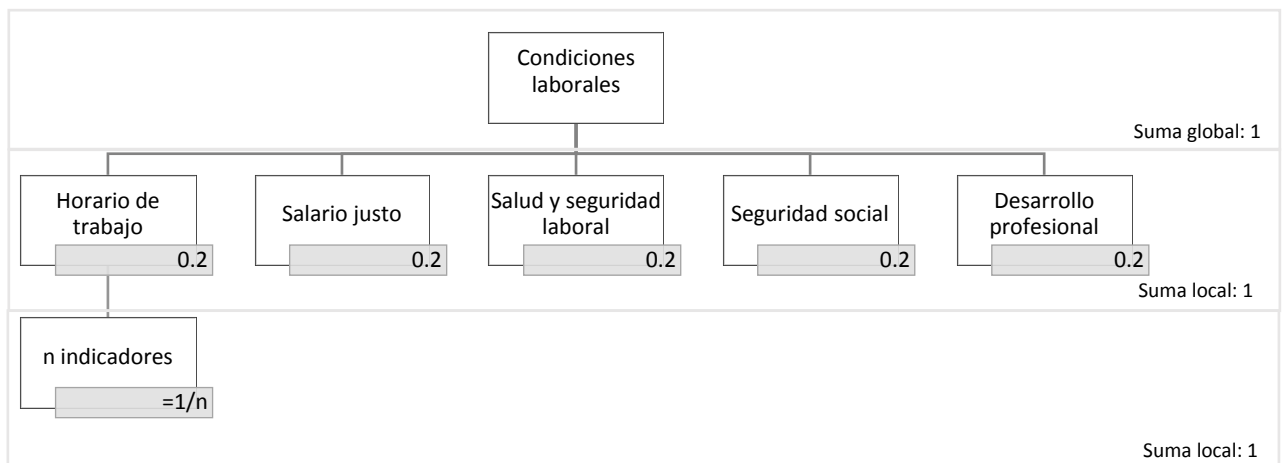 Condiciones
laborales
Suma global: 1
Horario de
trabajo
0.2
Salario justo
0.2
Salud y seguridad
laboral
0.2
Seguridad social
0.2
Desarrollo
profesional
0.2
Suma local: 1
n indicadores
=1/n
Suma local: 1